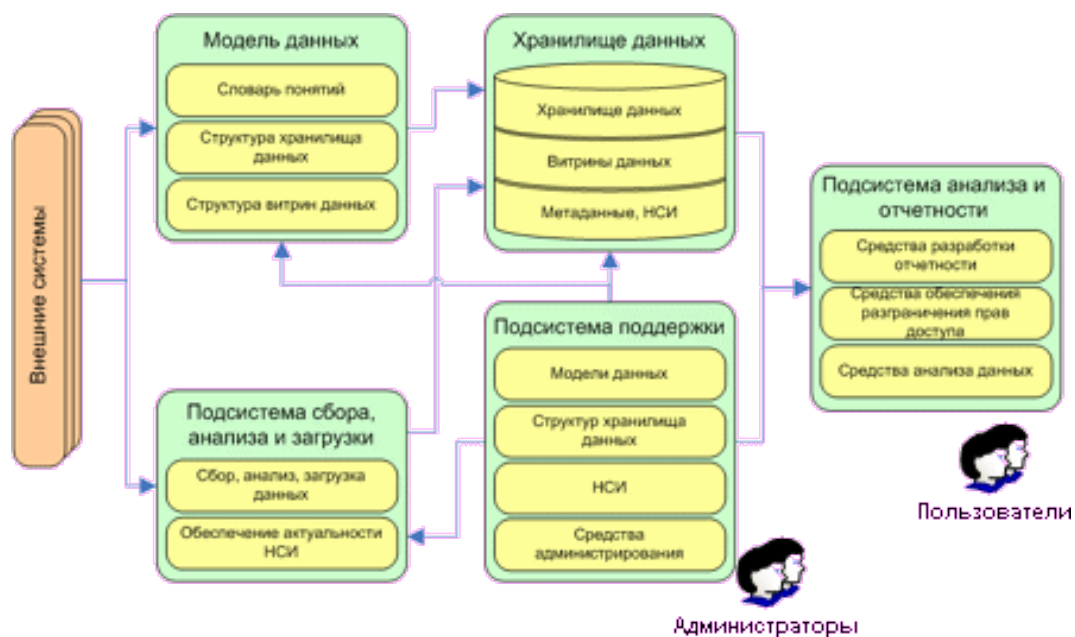 Внешние системы
Модель данных
Словарь понятий
Структура хранилища
данных
Структура витрин данных
Хранилище данных
Хранилище данных
Витрины данных
Метаданные, НСИ
Подсистема сбора,
анализа и загрузки
Сбор, анализ, загрузка
данных
Обеспечение актуальности
НСИ
Подсистема поддержки
Модели данных
Структур хранилища
данных
НСИ
Средства
администрирования
Администраторы
Подсистема анализа и
отчетности
Средства разработки
отчетности
Средства обеспечения
разграничения прав
доступа
Средства анализа данных
Пользователи